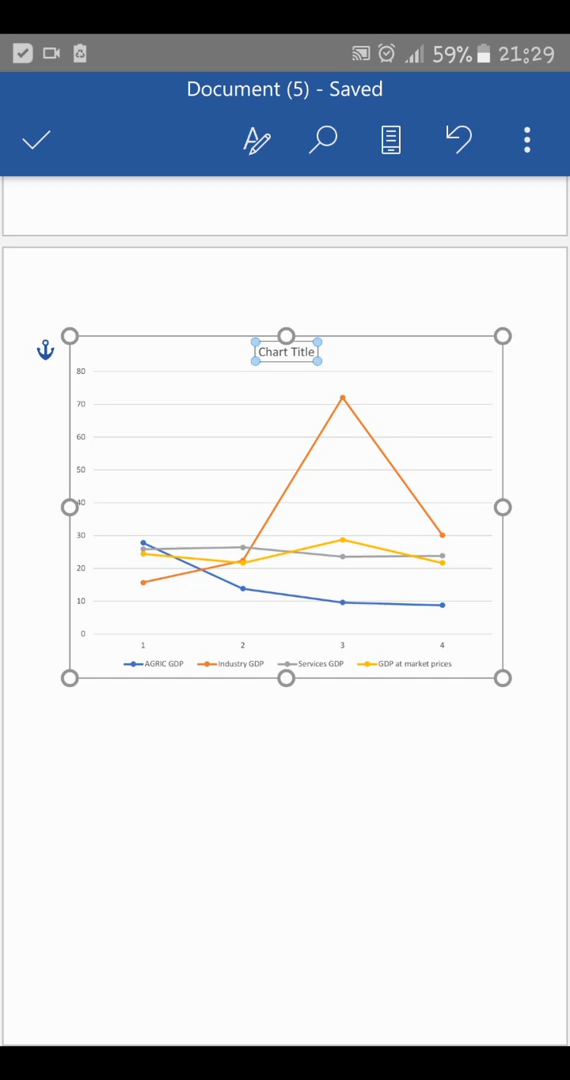 59% 21:29
Document (5) - Saved
Chart Title
80
70
60
50
40
30
20
10
0
1 2 3 4
AGRIC GDP Industry GDP Services GDP GDP at market prices